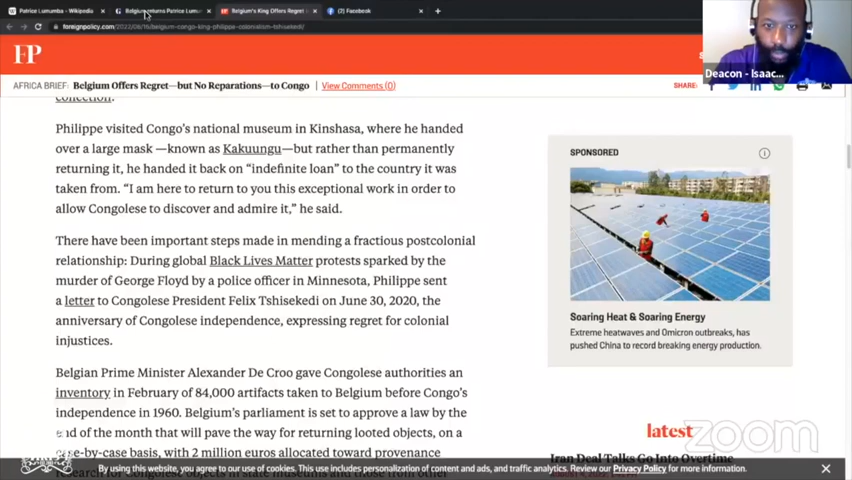 Patrice Lumumba - Wikipedia
Belgium returns Patrice Lumum
Belgium's King Offers Regret
(2) Facebook
foreignpolicy.com/2022/06/15/belgium-congo-king-philippe-colonialism-tshisekedi/
Deacon - Isaac...
FP
AFRICA BRIEF: Belgium Offers Regret—but No Reparations—to Congo
View Comments (0)
SHARE:
collection.
Philippe visited Congo's national museum in Kinshasa, where he handed
over a large mask —known as Kakuungu—but rather than permanently
returning it, he handed it back on "indefinite loan" to the country it was
taken from. "I am here to return to you this exceptional work in order to
allow Congolese to discover and admire it," he said.
There have been important steps made in mending a fractious postcolonial
relationship: During global Black Lives Matter protests sparked by the
murder of George Floyd by a police officer in Minnesota, Philippe sent
a letter to Congolese President Felix Tshisekedi on June 30, 2020, the
anniversary of Congolese independence, expressing regret for colonial
injustices.
Belgian Prime Minister Alexander De Croo gave Congolese authorities an
inventory in February of 84,000 artifacts taken to Belgium before Congo's
independence in 1960. Belgium's parliament is set to approve a law by the
end of the month that will pave the way for returning looted objects, on a
case-by-case basis, with 2 million euros allocated toward provenance
SPONSORED
Soaring Heat & Soaring Energy
Extreme heatwaves and Omicron outbreaks, has
pushed China to record breaking energy production.
latest
zoom
Iran Deal Talks Go Into Overtime
By using this website, you agree to our use of cookies. This use includes personalization of content and ads, and traffic analytics. Review our Privacy Policy for more information.